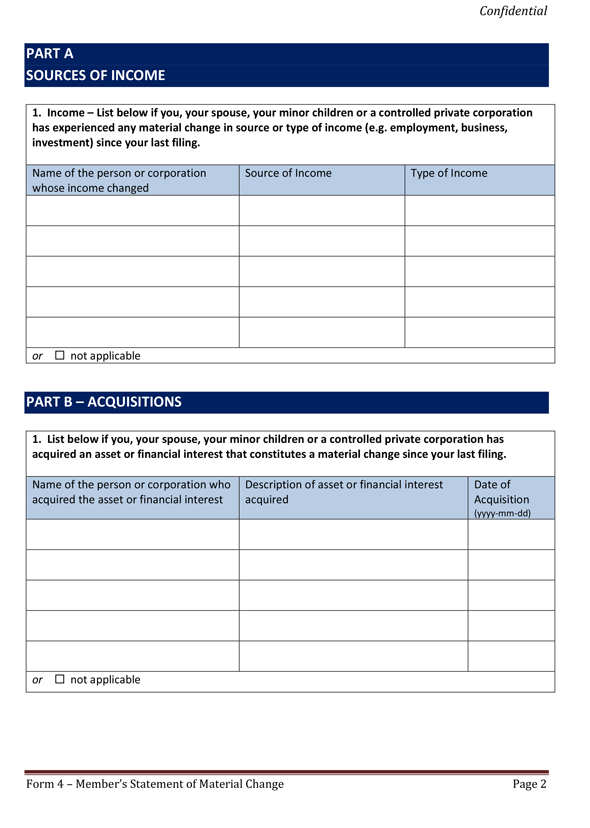 Confidential
PART A
SOURCES OF INCOME
1. Income – List below if you, your spouse, your minor children or a controlled private corporation
has experienced any material change in source or type of income (e.g. employment, business,
investment) since your last filing.
Name of the person or corporation
whose income changed
Source of Income
Type of Income
or ☐ not applicable
PART B – ACQUISITIONS
1. List below if you, your spouse, your minor children or a controlled private corporation has
acquired an asset or financial interest that constitutes a material change since your last filing.
Name of the person or corporation who
acquired the asset or financial interest
Description of asset or financial interest
acquired
Date of
Acquisition
(yyyy-mm-dd)
or ☐ not applicable
Form 4 – Member’s Statement of Material Change
Page 2